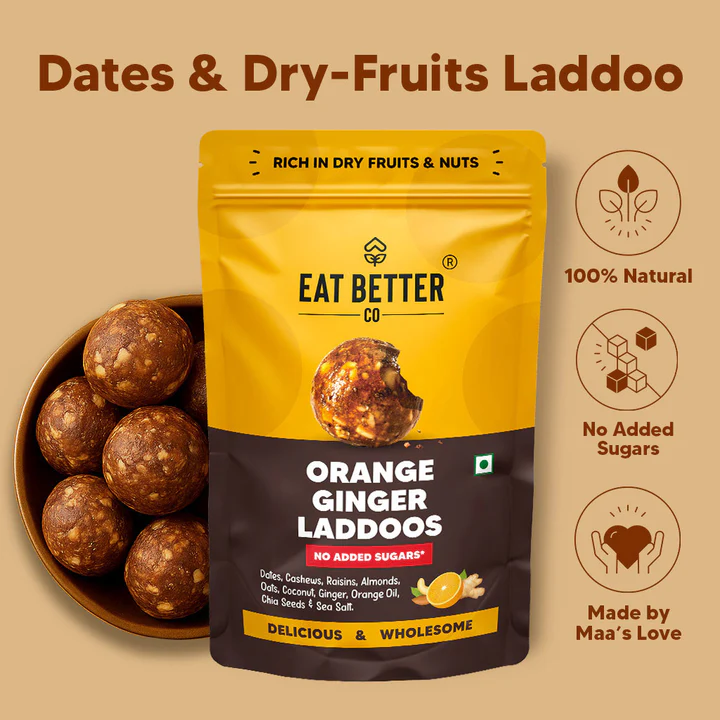 Dates & Dry-Fruits Laddoo
RICH IN DRY FRUITS & NUTS
®
EAT BETTER
CO
ORANGE
GINGER
LADDOOS
NO ADDED SUGARS*
Dates, Cashews, Raisins, Almonds,
Oats, Coconut, Ginger, Orange Oil,
Chia Seeds & Sea Salt.
DELICIOUS & WHOLESOME
100% Natural
No Added
Sugars
Made by
Maa's Love